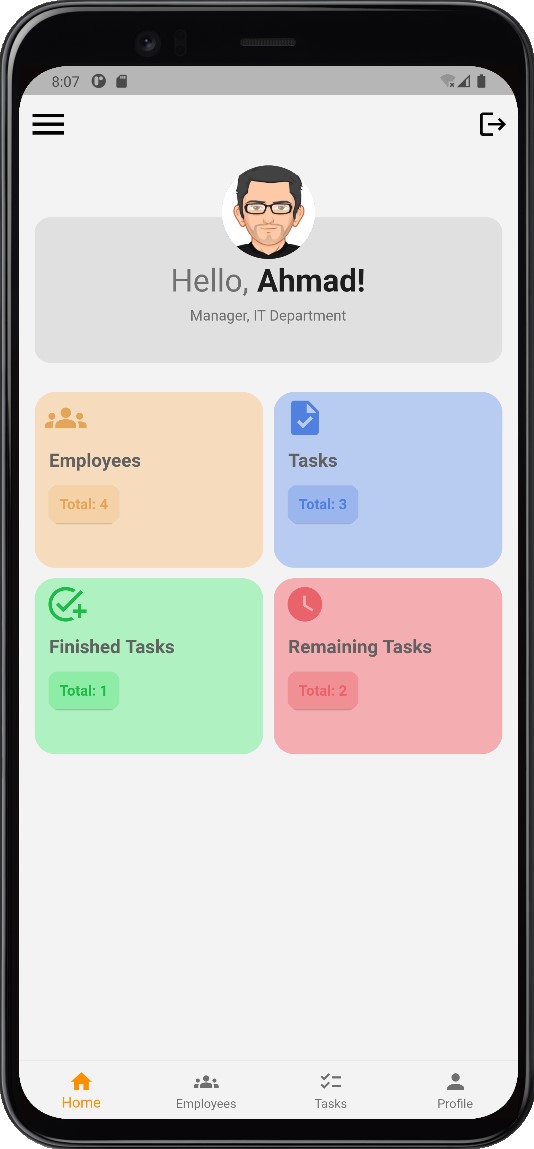 8:07
Hello, Ahmad!
Manager, IT Department
Employees
Total: 4
Tasks
Total: 3
Finished Tasks
Total: 1
Remaining Tasks
Total: 2
Home
Employees
Tasks
Profile